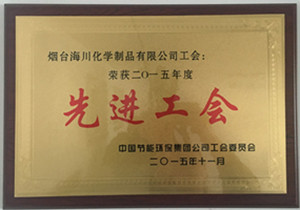 烟台海川化学制品有限公司工会：
荣获二〇一五年度
先进工会
中国节能环保集团公司工会委员会
二〇一五年十一月